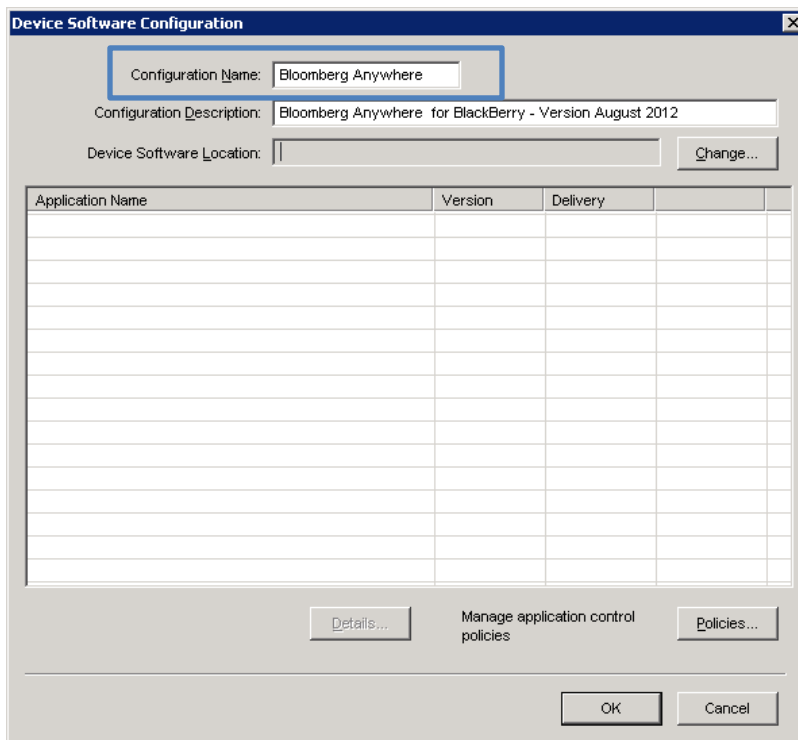 Device Software Configuration
Configuration Name: Bloomberg Anywhere
Configuration Description: Bloomberg Anywhere for BlackBerry - Version August 2012
Device Software Location: Change...
Application Name Version Delivery
Details... Manage application control policies Policies...
OK Cancel